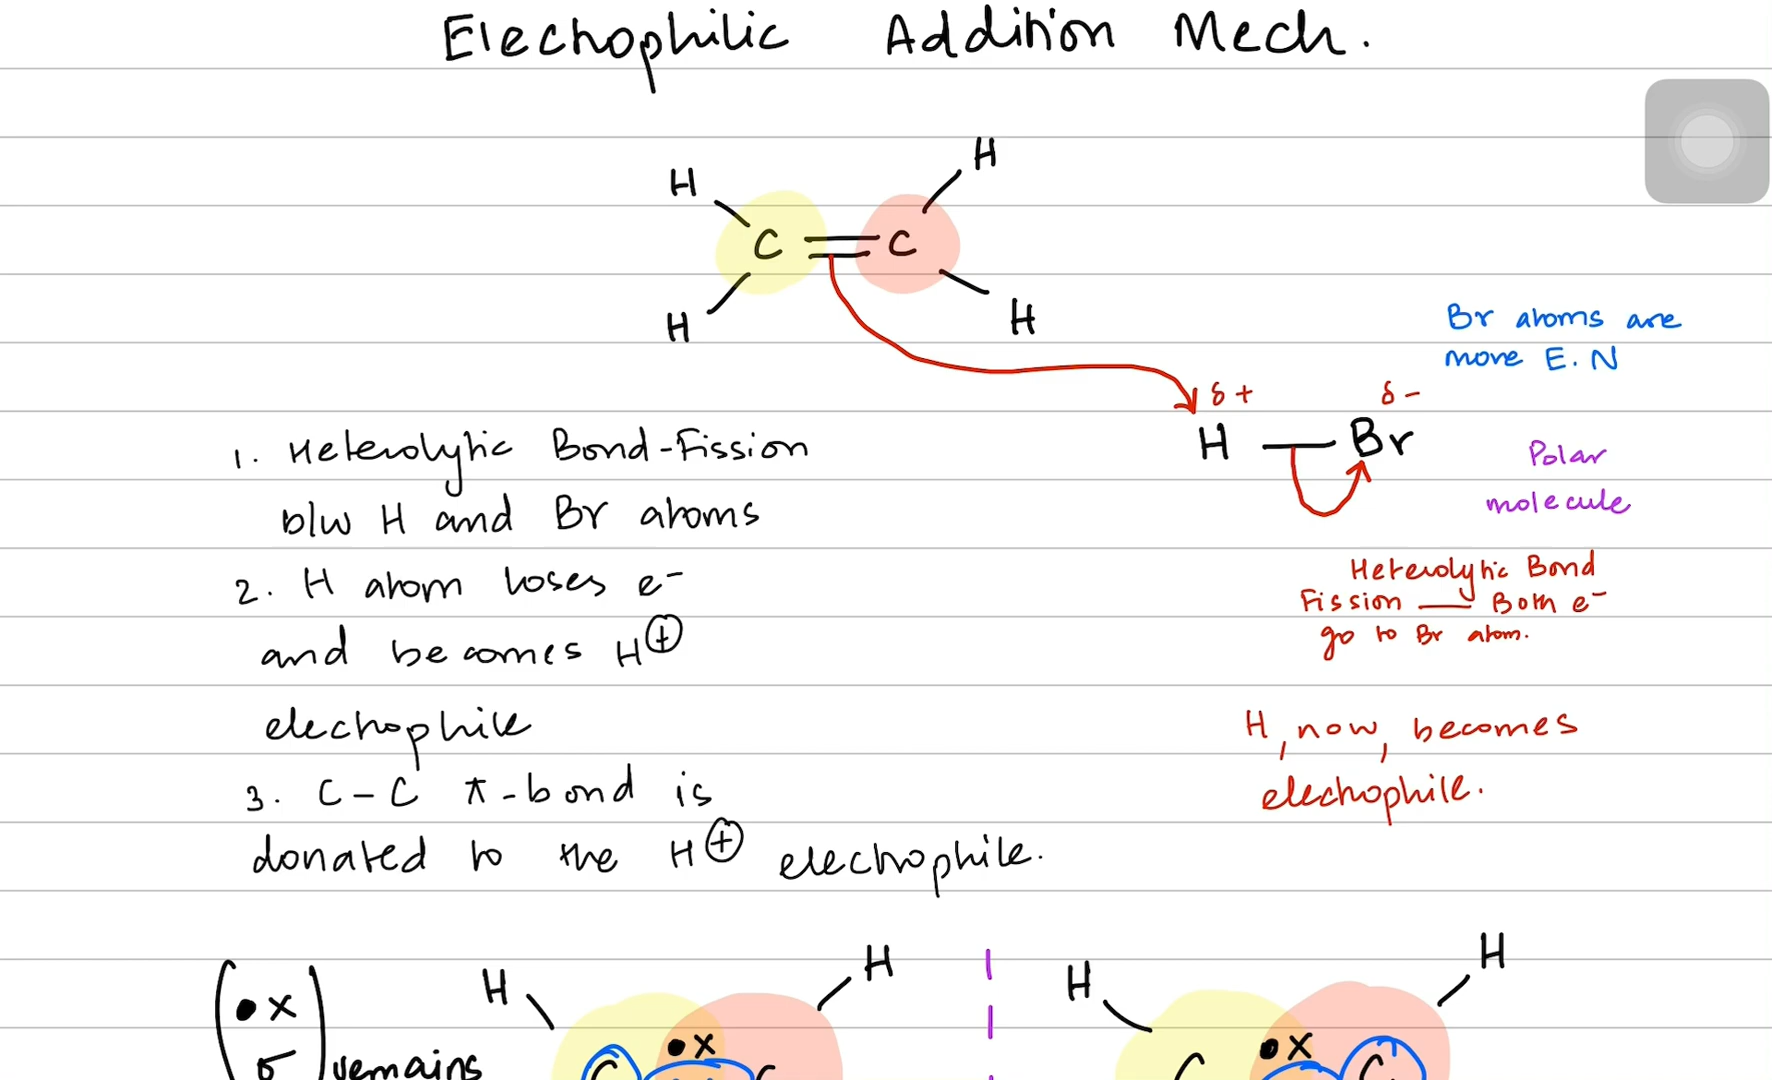 Electrophilic Addition Mech.
H
H
C = C
H
H
Br atoms are
more E.N
δ+ δ-
H — Br
Polar
molecule
1. Heterolytic Bond-Fission
b/w H and Br atoms
Heterolytic Bond
Fission — Both e-
go to Br atom.
2. H atom loses e-
and becomes H⊕
electrophile
H, now, becomes
electrophile.
3. C-C π-bond is
donated to the H⊕ electrophile.
H
H
H
H
•x
•x
•x
σ
remains
C
C
C
C